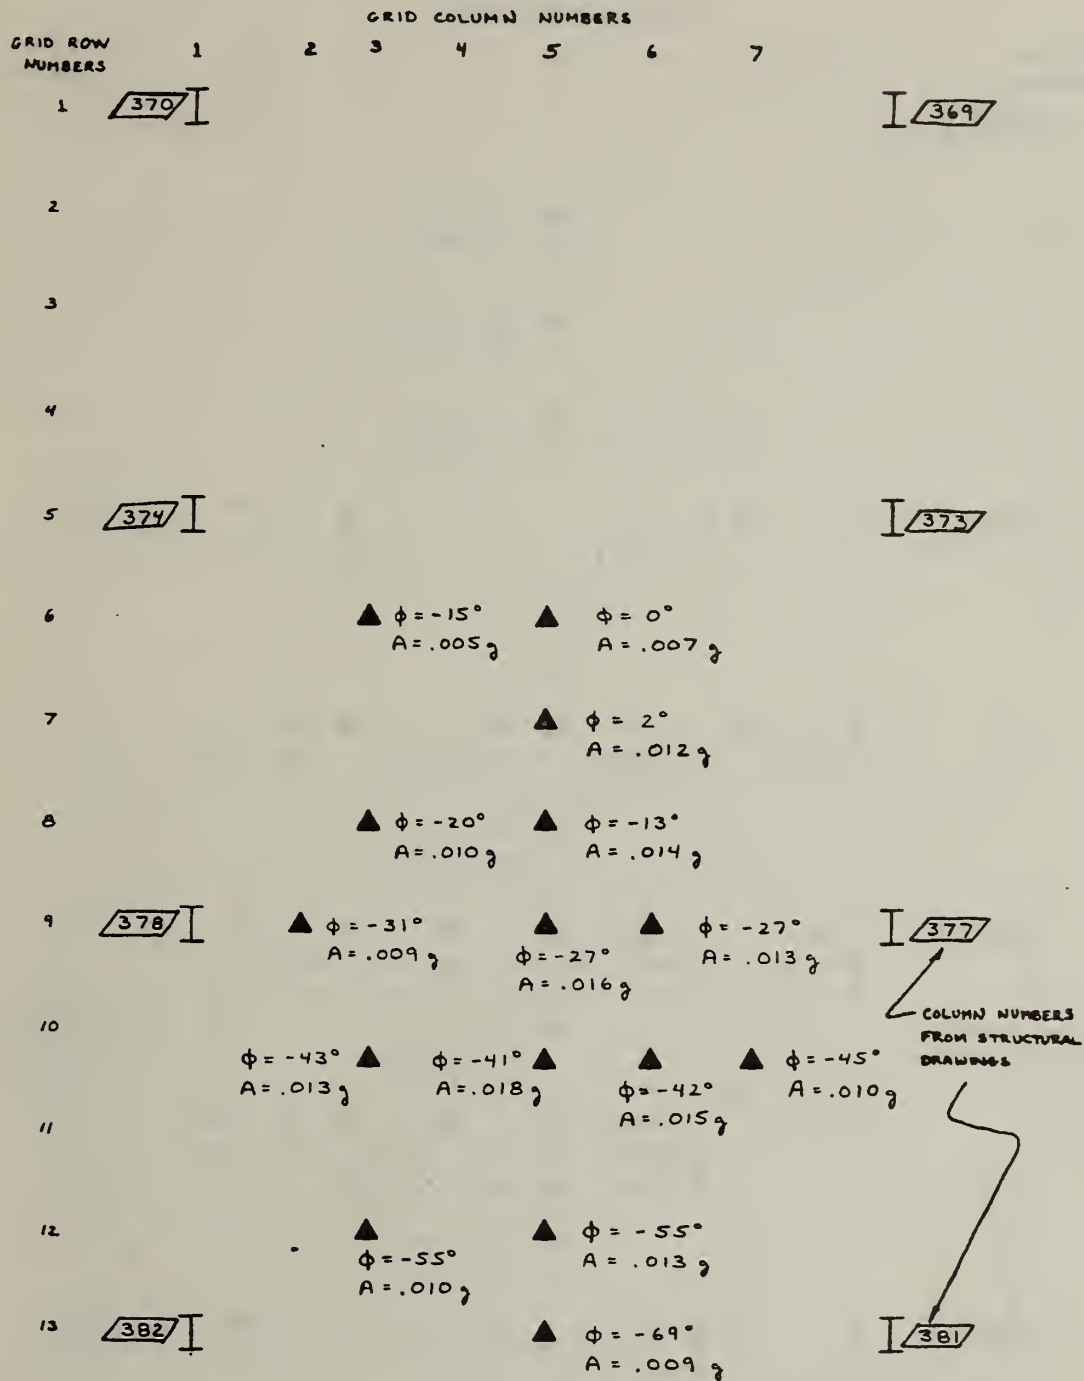 GRID COLUMN NUMBERS
GRID ROW NUMBERS
1 2 3 4 5 6 7
1 370 369
2
3
4
5 374 373
6 ϕ = -15° ϕ = 0°
A = .005 g A = .007 g
7 ϕ = 2°
A = .012 g
8 ϕ = -20° ϕ = -13°
A = .010 g A = .014 g
9 378 ϕ = -31° ϕ = -27° 377
A = .009 g ϕ = -27° A = .013 g
A = .016 g
COLUMN NUMBERS
FROM STRUCTURAL
DRAWINGS
10
ϕ = -43° ϕ = -41° ϕ = -45°
A = .013 g A = .018 g ϕ = -42° A = .010 g
A = .015 g
11
12 ϕ = -55°
ϕ = -55° A = .013 g
A = .010 g
13 382 ϕ = -69° 381
A = .009 g